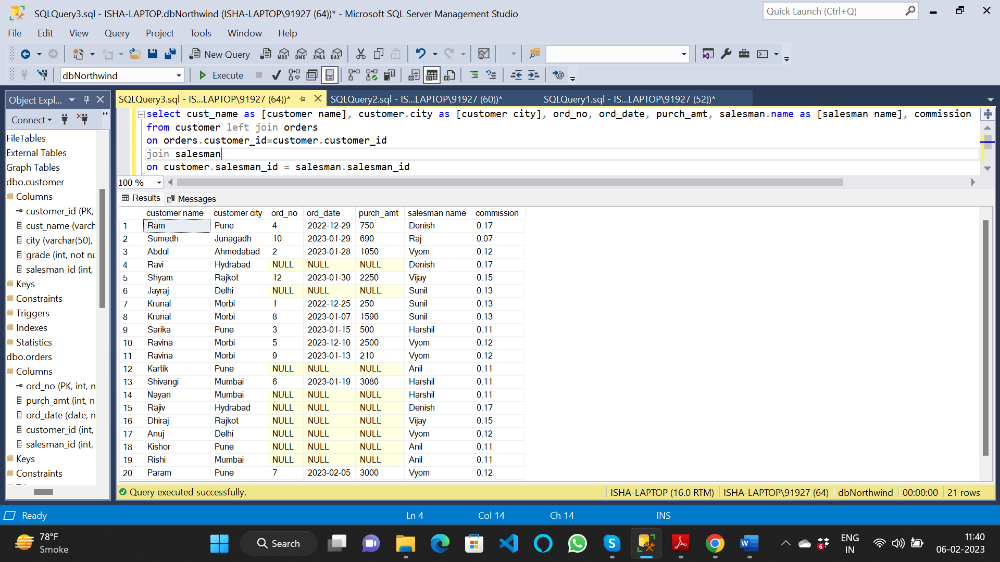 SQLQuery3.sql - ISHA-LAPTOP.dbNorthwind (ISHA-LAPTOP\91927 (64))* - Microsoft SQL Server Management Studio
Quick Launch (Ctrl+Q)
File Edit View Query Project Tools Window Help
New Query MDX DMX XMLA DAX
dbNorthwind Execute
Object Expl...
SQLQuery3.sql - IS...LAPTOP\91927 (64))* SQLQuery2.sql - IS...LAPTOP\91927 (60))* SQLQuery1.sql - IS...LAPTOP\91927 (52))*
Connect
FileTables
External Tables
Graph Tables
dbo.customer
Columns
customer_id (PK,
cust_name (varch
city (varchar(50),
grade (int, not nu
salesman_id (int,
Keys
Constraints
Triggers
Indexes
Statistics
dbo.orders
Columns
ord_no (PK, int, n
purch_amt (int, n
ord_date (date, n
customer_id (int,
salesman_id (int,
Keys
Constraints
select cust_name as [customer name], customer.city as [customer city], ord_no, ord_date, purch_amt, salesman.name as [salesman name], commission
from customer left join orders
on orders.customer_id=customer.customer_id
join salesman
on customer.salesman_id = salesman.salesman_id
100 %
Results Messages
customer name customer city ord_no ord_date purch_amt salesman name commission
1 Ram Pune 4 2022-12-29 750 Denish 0.17
2 Sumedh Junagadh 10 2023-01-29 690 Raj 0.07
3 Abdul Ahmedabad 2 2023-01-28 1050 Vyom 0.12
4 Ravi Hydrabad NULL NULL NULL Denish 0.17
5 Shyam Rajkot 12 2023-01-30 2250 Vijay 0.15
6 Jayraj Delhi NULL NULL NULL Sunil 0.13
7 Krunal Morbi 1 2022-12-25 250 Sunil 0.13
8 Krunal Morbi 8 2023-01-07 1590 Sunil 0.13
9 Sarika Pune 3 2023-01-15 500 Harshil 0.11
10 Ravina Morbi 5 2023-12-10 2500 Vyom 0.12
11 Ravina Morbi 9 2023-01-13 210 Vyom 0.12
12 Kartik Pune NULL NULL NULL Anil 0.11
13 Shivangi Mumbai 6 2023-01-19 3080 Harshil 0.11
14 Nayan Mumbai NULL NULL NULL Harshil 0.11
15 Rajiv Hydrabad NULL NULL NULL Denish 0.17
16 Dhiraj Rajkot NULL NULL NULL Vijay 0.15
17 Anuj Delhi NULL NULL NULL Vyom 0.12
18 Kishor Pune NULL NULL NULL Anil 0.11
19 Rishi Mumbai NULL NULL NULL Anil 0.11
20 Param Pune 7 2023-02-05 3000 Vyom 0.12
Query executed successfully. ISHA-LAPTOP (16.0 RTM) ISHA-LAPTOP\91927 (64) dbNorthwind 00:00:00 21 rows
Ready Ln 4 Col 14 Ch 14 INS
78°F
Smoke
Search
6
ENG
IN
11:40
06-02-2023